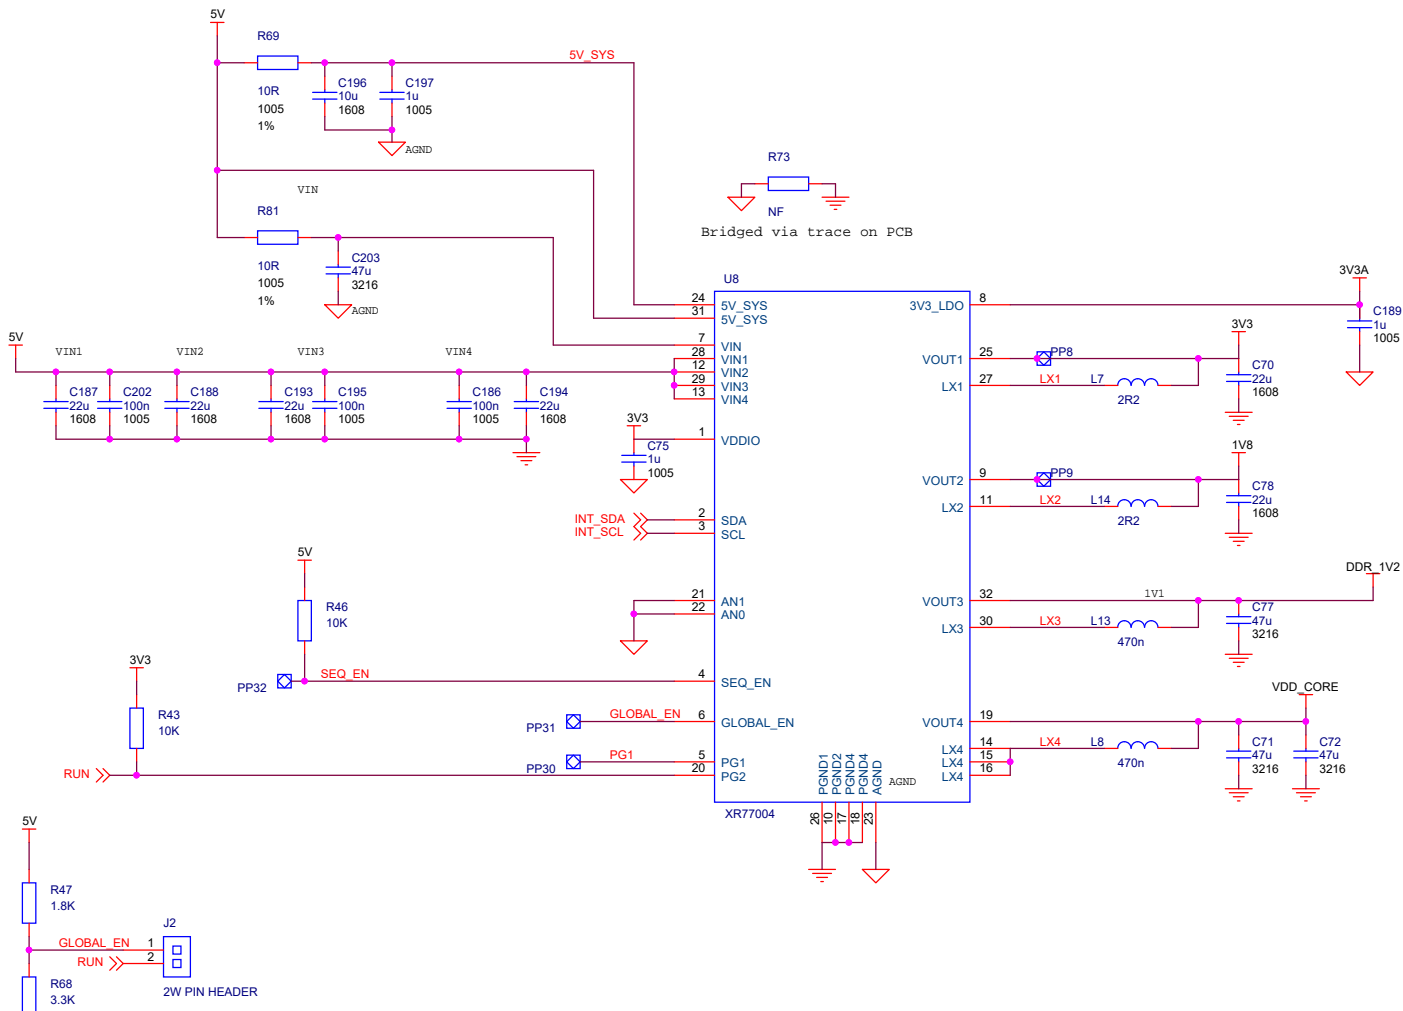 5V
R69
10R
1005
1%
C196
10u
1608
C197
1u
1005
AGND
5V_SYS
VIN
R81
10R
1005
1%
C203
47u
3216
AGND
R73
NF
Bridged via trace on PCB
5V
VIN1
VIN2
VIN3
VIN4
C187
22u
1608
C202
100n
1005
C188
22u
1608
C193
22u
1608
C195
100n
1005
C186
100n
1005
C194
22u
1608
3V3
C75
1u
1005
INT_SDA
INT_SCL
5V
R46
10K
PP32
SEQ_EN
3V3
R43
10K
RUN
PP31
GLOBAL_EN
PP30
PG1
U8
24 5V_SYS
31 5V_SYS
7 VIN
28 VIN1
12 VIN2
29 VIN3
13 VIN4
1 VDDIO
2 SDA
3 SCL
21 AN1
22 AN0
4 SEQ_EN
6 GLOBAL_EN
5 PG1
20 PG2
3V3_LDO 8
VOUT1 25
LX1 27
VOUT2 9
LX2 11
VOUT3 32
LX3 30
VOUT4 19
LX4 14
LX4 15
LX4 16
PGND1 26
PGND2 10
PGND4 17
PGND4 18
AGND 23
AGND
XR77004
3V3A
C189
1u
1005
PP8
3V3
C70
22u
1608
LX1
L7
2R2
PP9
1V8
C78
22u
1608
LX2
L14
2R2
DDR_1V2
1V1
C77
47u
3216
LX3
L13
470n
VDD_CORE
C71
47u
3216
C72
47u
3216
LX4
L8
470n
5V
R47
1.8K
GLOBAL_EN
RUN
1
2
J2
2W PIN HEADER
R68
3.3K